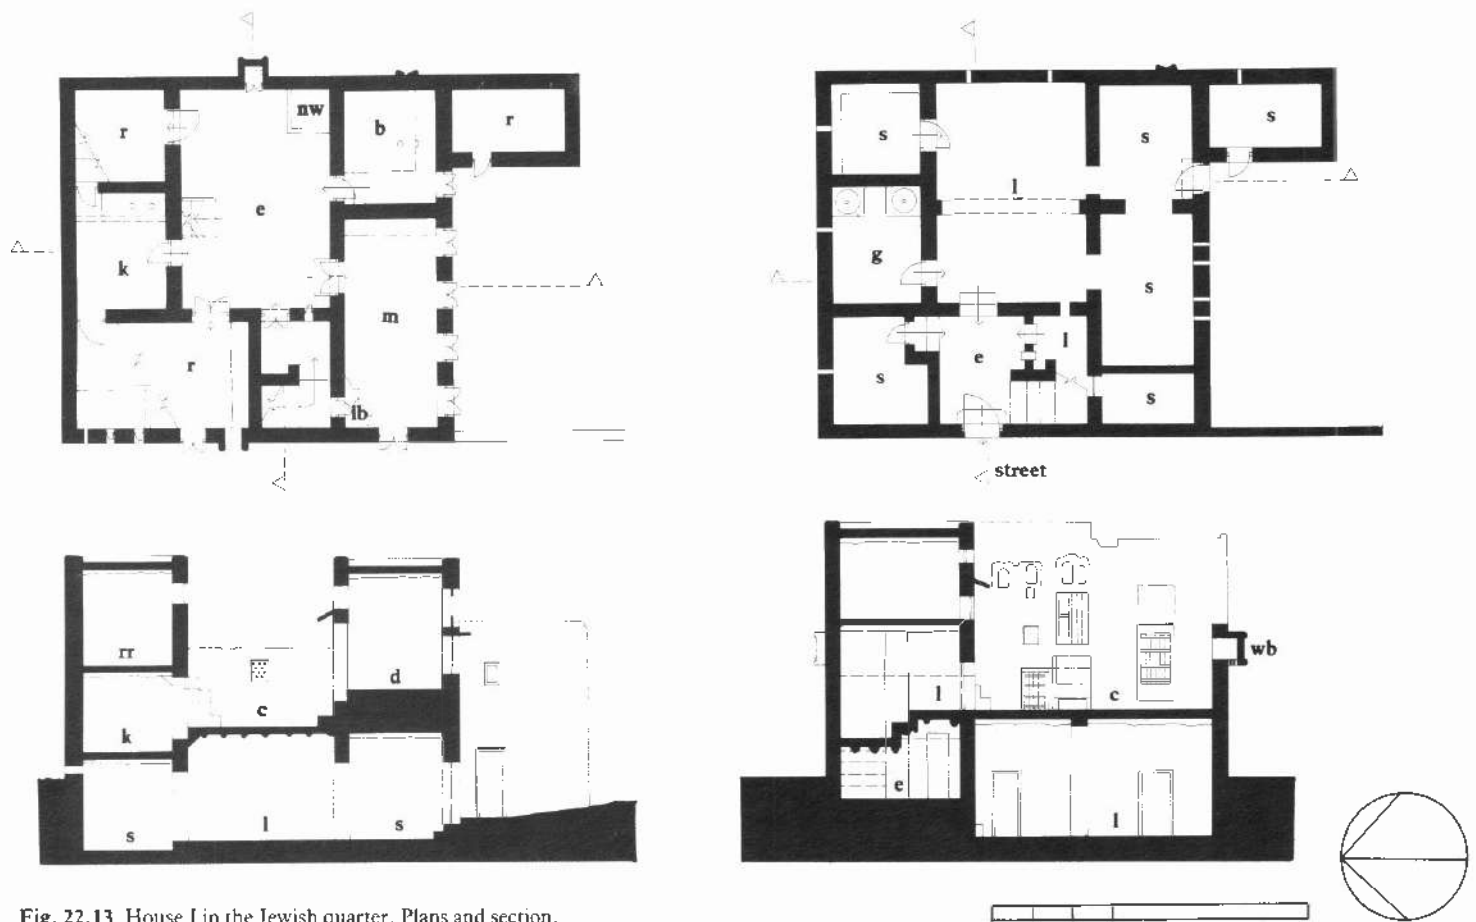 r nw b r
e
k
m
r
lb
s s s
l
g
s
e l
s
s
street
rr
c d
k
s l s
l c wb
e
l
Fig. 22.13 House I in the Jewish quarter. Plans and section.